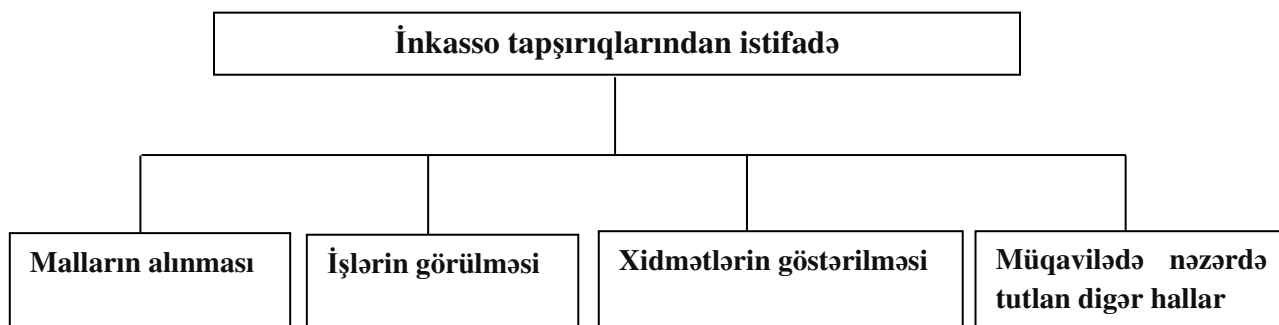 İnkasso tapşırıqlarından istifadə
Malların alınması
İşlərin görülməsi
Xidmətlərin göstərilməsi
Müqavilədə nəzərdə
tutlan digər hallar